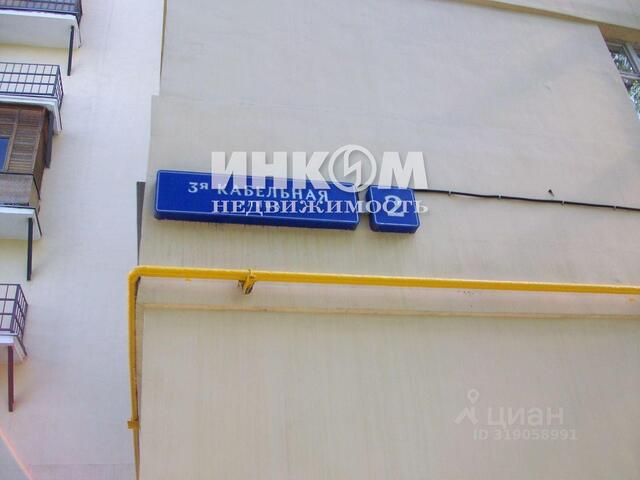 ИНКОМ
НЕДВИЖИМОСТЬ
3я КАБЕЛЬНАЯ
2
циан
ID 319058991